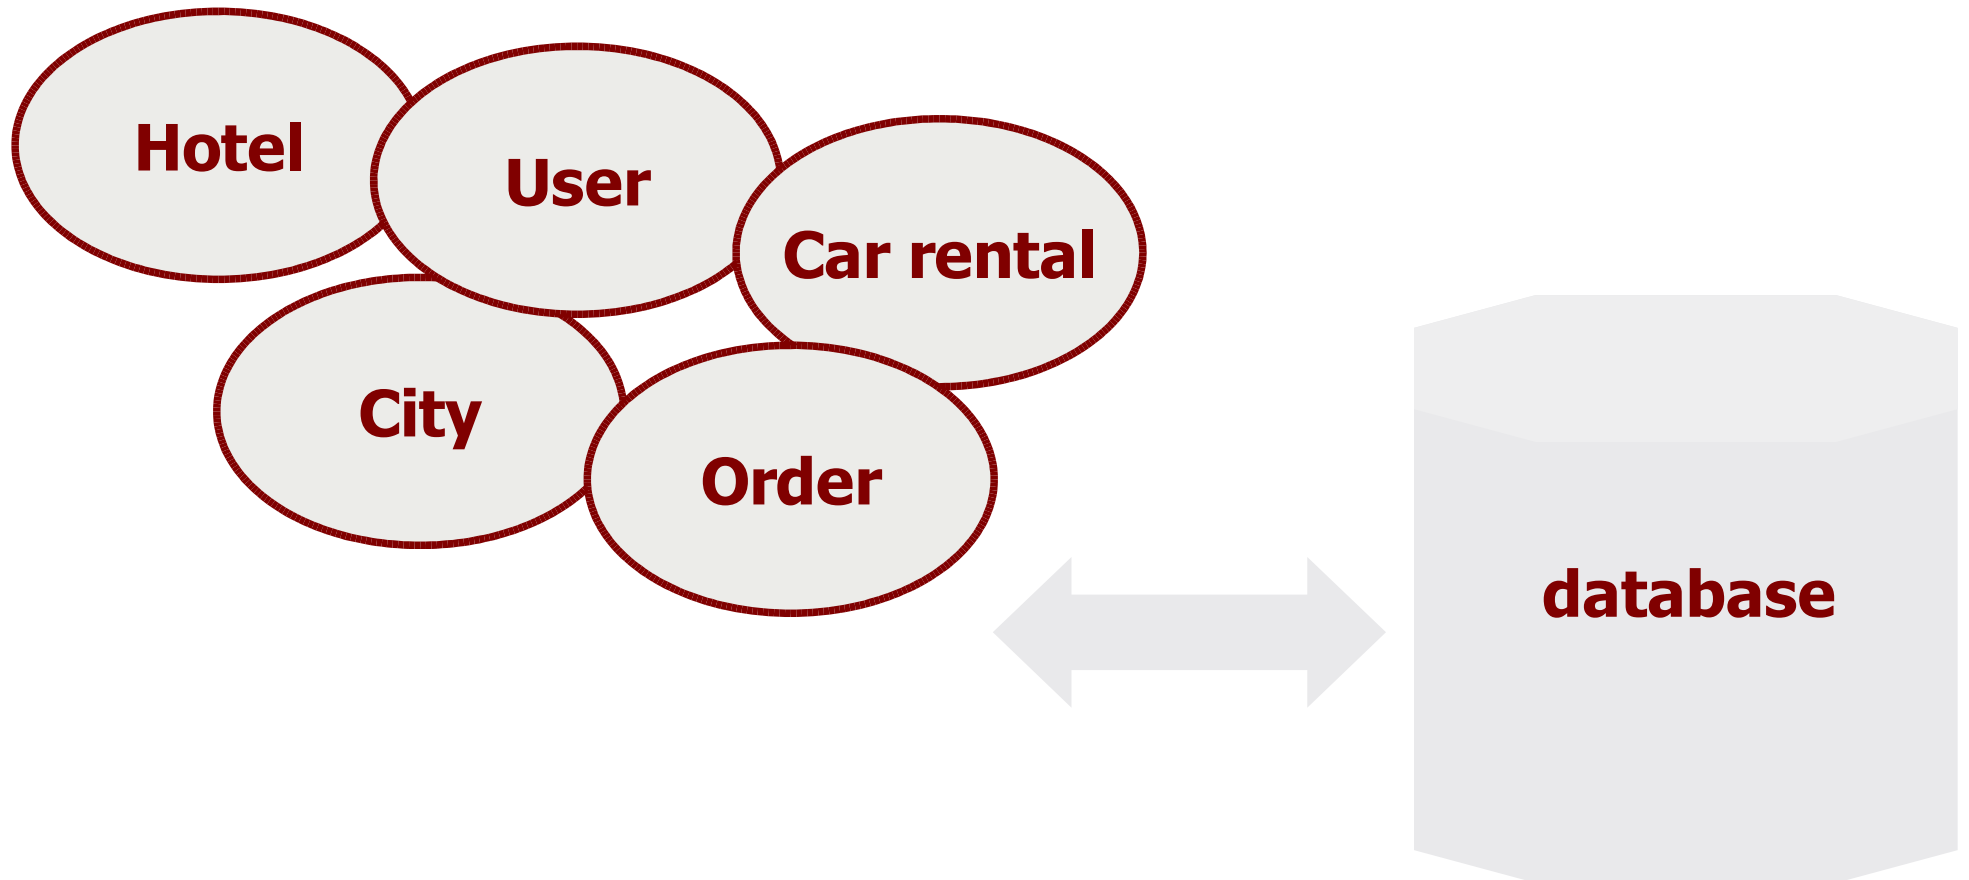 Hotel
User
Car rental
City
Order
database